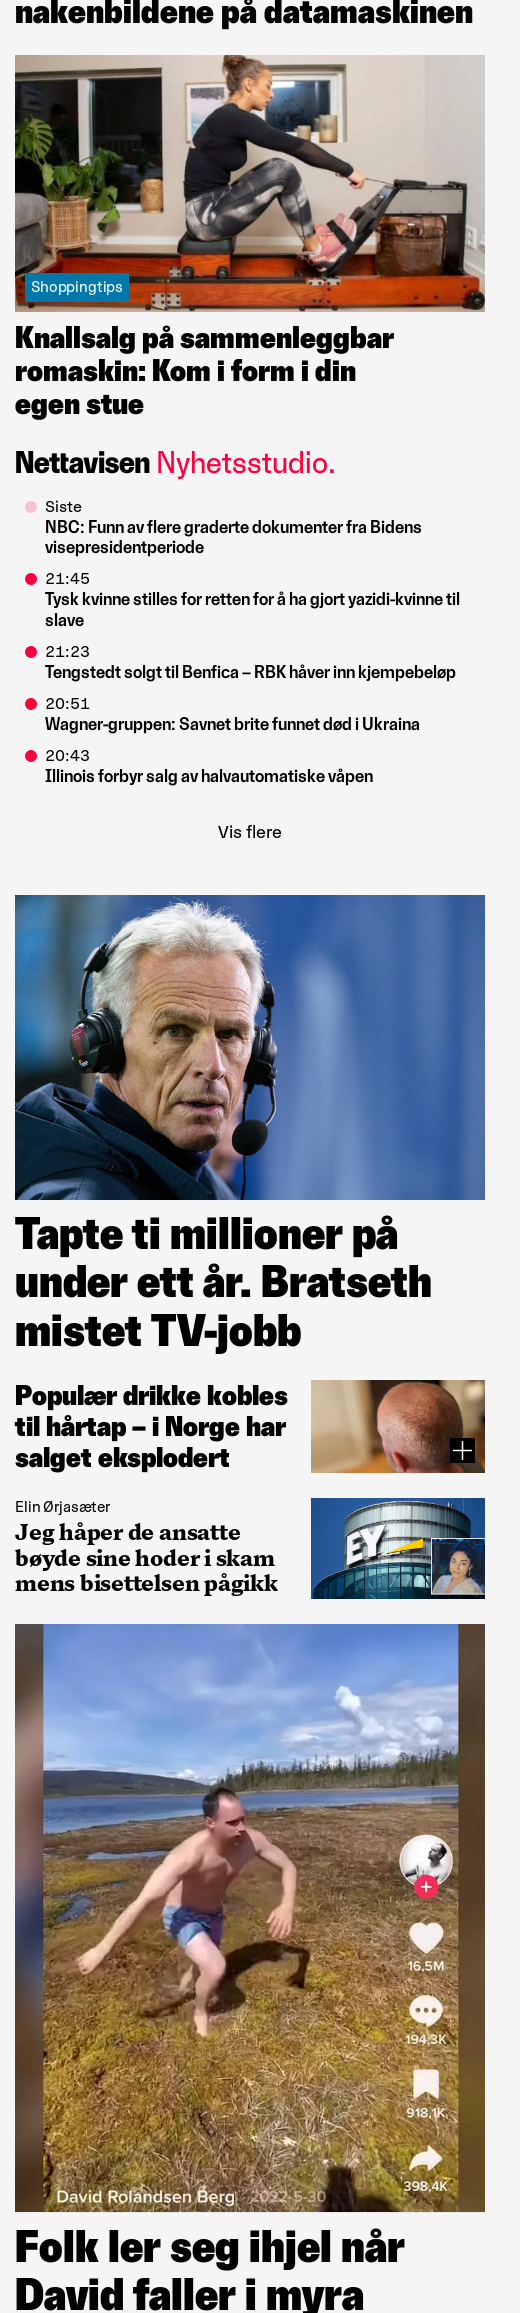 nakenbildene på datamaskinen
Shoppingtips
Knallsalg på sammenleggbar
romaskin: Kom i form i din
egen stue
Nettavisen Nyhetsstudio.
Siste
NBC: Funn av flere graderte dokumenter fra Bidens
visepresidentperiode
21:45
Tysk kvinne stilles for retten for å ha gjort yazidi-kvinne til
slave
21:23
Tengstedt solgt til Benfica – RBK håver inn kjempebeløp
20:51
Wagner-gruppen: Savnet brite funnet død i Ukraina
20:43
Illinois forbyr salg av halvautomatiske våpen
Vis flere
Tapte ti millioner på
under ett år. Bratseth
mistet TV-jobb
Populær drikke kobles
til hårtap – i Norge har
salget eksplodert
Elin Ørjasæter
Jeg håper de ansatte
bøyde sine hoder i skam
mens bisettelsen pågikk
EY
16,5M
194,3K
918,1K
398,4K
David Rolandsen Berg · 2022-5-30
Folk ler seg ihjel når
David faller i myra